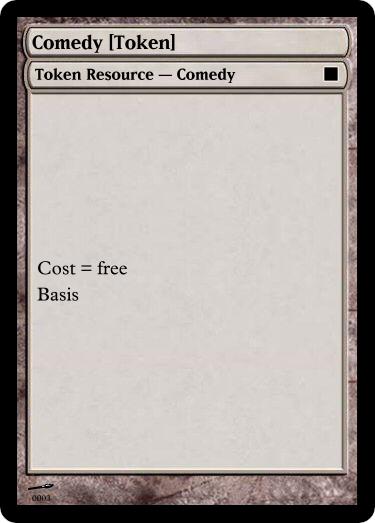 Comedy [Token]
Token Resource — Comedy
Cost = free
Basis
0003